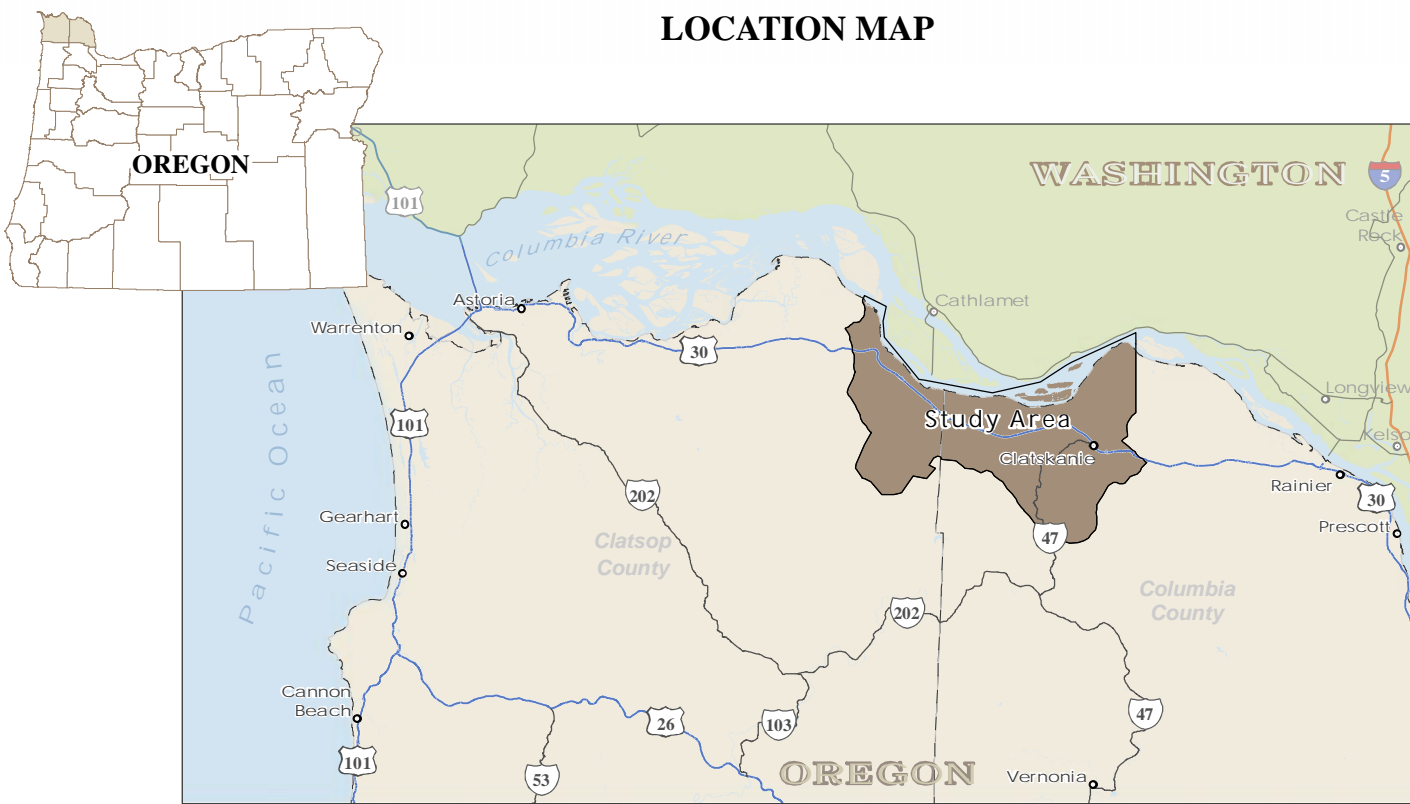 LOCATION MAP
OREGON
WASHINGTON
5
101
Castle
Rock
Columbia River
Astoria
Cathlamet
Warrenton
30
Longview
Pacific Ocean
101
Study Area
Kelso
Clatskanie
Rainier
202
30
Gearhart
Prescott
47
Clatsop
County
Seaside
Columbia
County
202
Cannon
Beach
26
103
47
101
53
OREGON
Vernonia